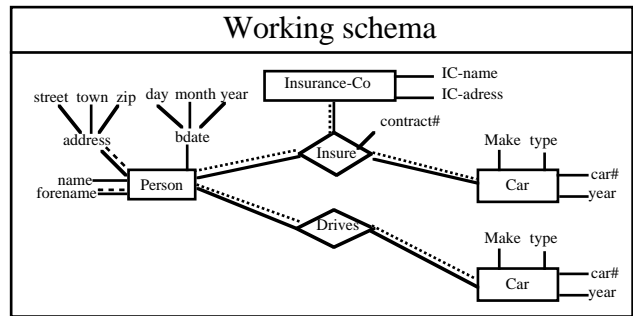 Working schema
Insurance-Co
IC-name
IC-adress
street town zip
day month year
address
bdate
contract#
Insure
Make type
name
forename
Person
Car
car#
year
Drives
Make type
Car
car#
year